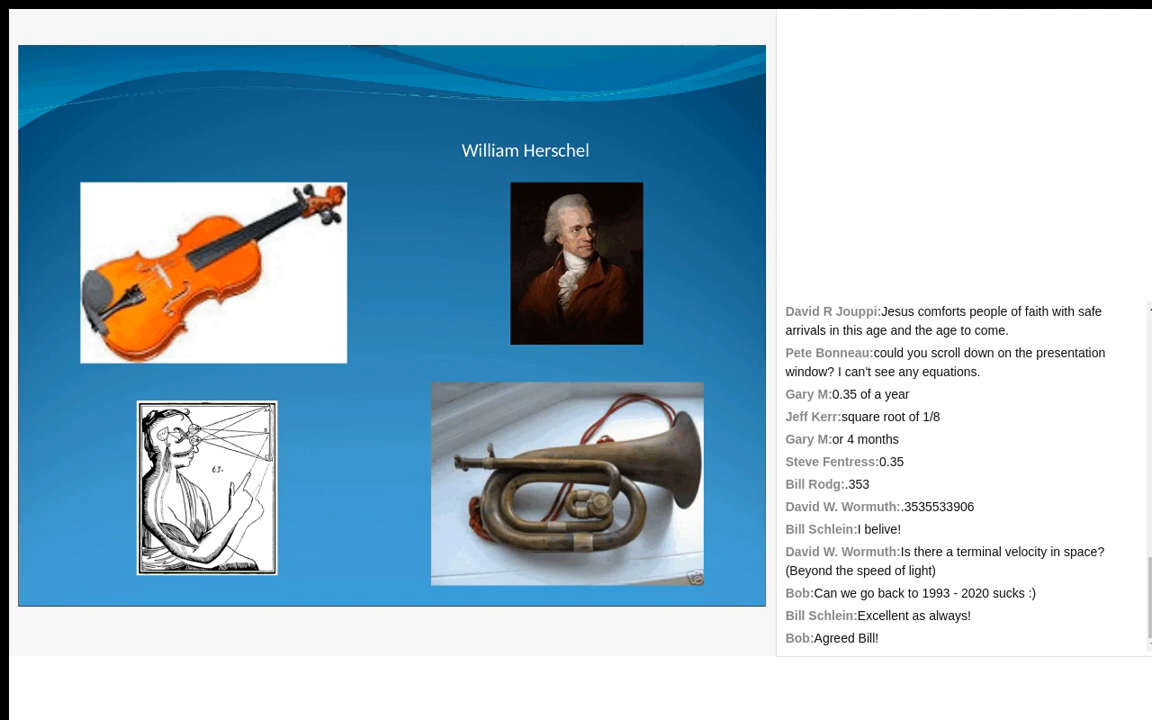 William Herschel
63.
David R Jouppi:Jesus comforts people of faith with safe
arrivals in this age and the age to come.
Pete Bonneau:could you scroll down on the presentation
window? I can't see any equations.
Gary M:0.35 of a year
Jeff Kerr:square root of 1/8
Gary M:or 4 months
Steve Fentress:0.35
Bill Rodg:.353
David W. Wormuth:.3535533906
Bill Schlein:I belive!
David W. Wormuth:Is there a terminal velocity in space?
(Beyond the speed of light)
Bob:Can we go back to 1993 - 2020 sucks :)
Bill Schlein:Excellent as always!
Bob:Agreed Bill!